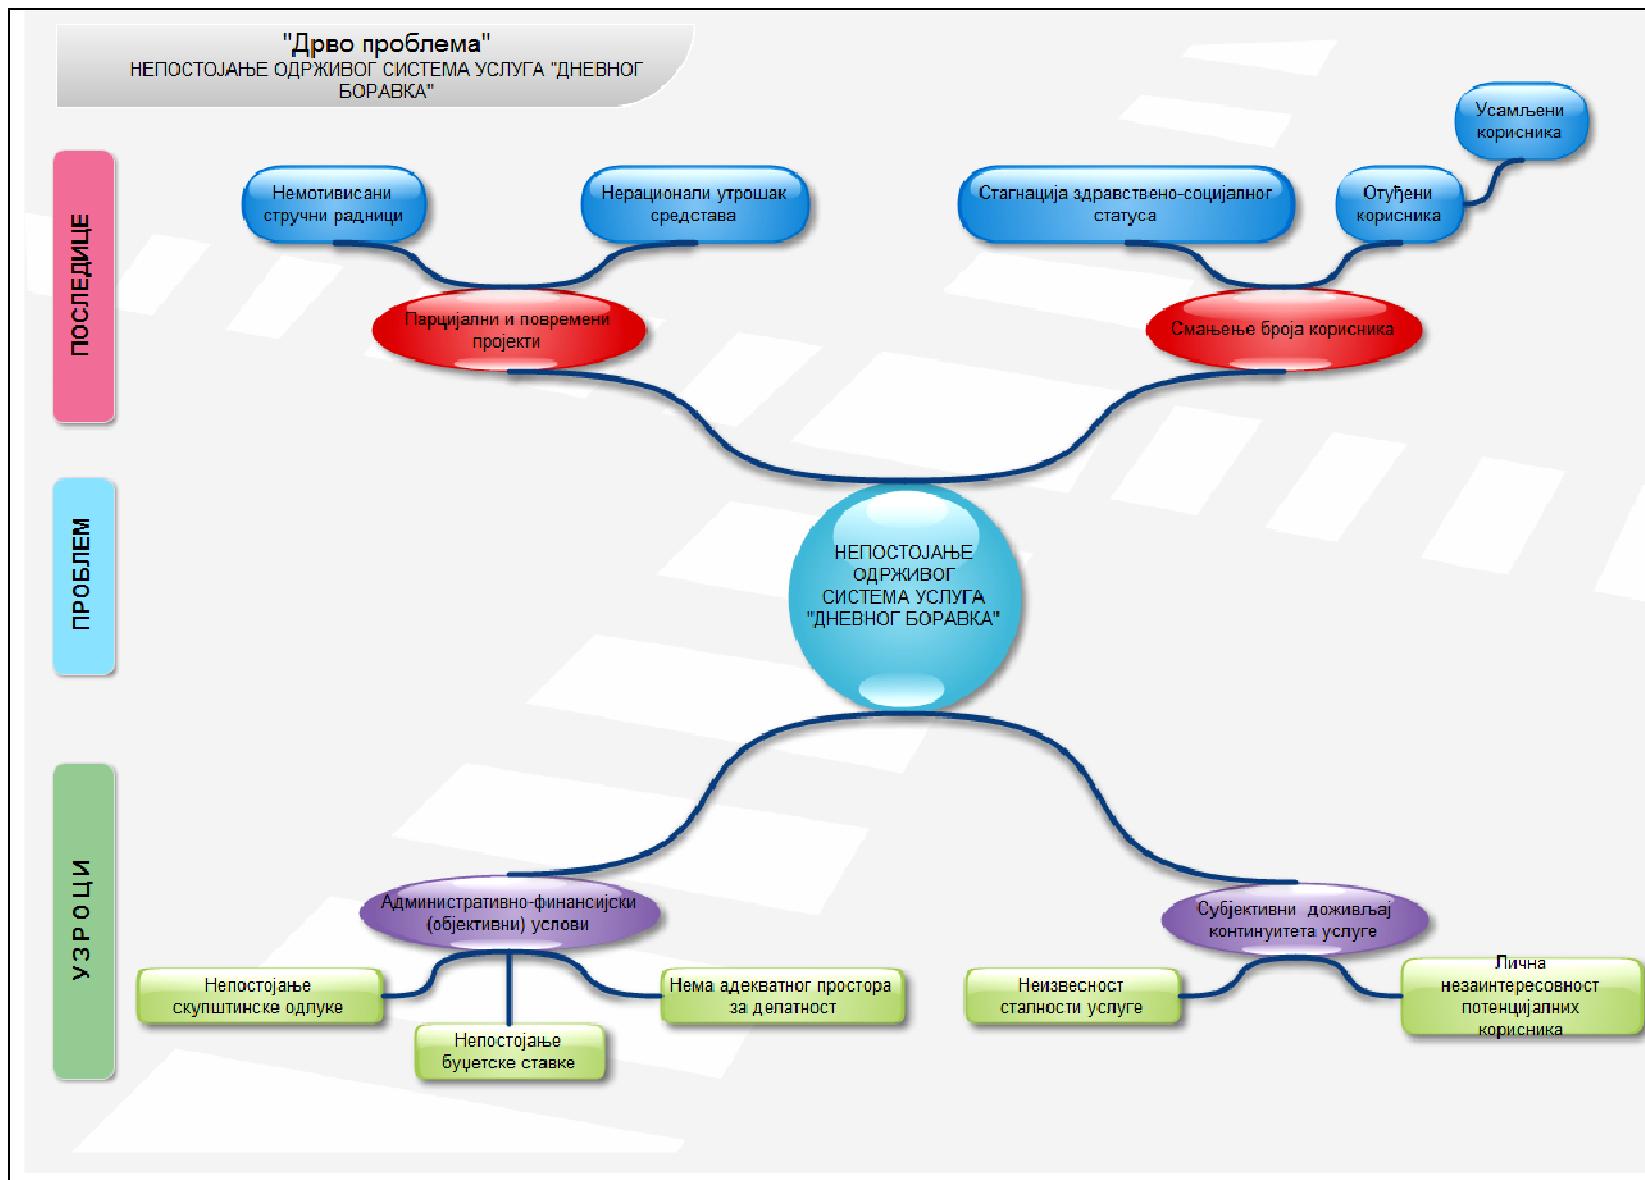 "Дрво проблема"
НЕПОСТОЈАЊЕ ОДРЖИВОГ СИСТЕМА УСЛУГА "ДНЕВНОГ
БОРАВКА"
ПОСЛЕДИЦЕ
Усамљени
корисника
Немотивисани
стручни радници
Нерационали утрошак
средстава
Стагнација здравствено-социјалног
статуса
Отуђени
корисника
Парцијални и повремени
пројекти
Смањење броја корисника
ПРОБЛЕМ
НЕПОСТОЈАЊЕ
ОДРЖИВОГ
СИСТЕМА УСЛУГА
"ДНЕВНОГ БОРАВКА"
У З Р О Ц И
Административно-финансијски
(објективни) услови
Субјективни доживљај
континуитета услуге
Непостојање
скупштинске одлуке
Непостојање
буџетске ставке
Нема адекватног простора
за делатност
Неизвесност
сталности услуге
Лична
незаинтересовност
потенцијалних
корисника